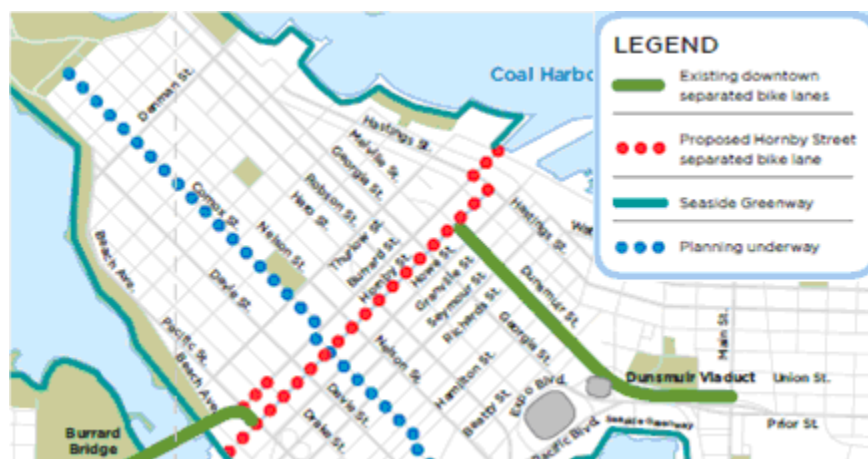 LEGEND
Existing downtown
separated bike lanes
Proposed Hornby Street
separated bike lane
Seaside Greenway
Planning underway
Coal Harbo
Denman St.
Hastings St.
Melville St.
Georgia St.
Robson St.
Haro St.
Comox St.
Nelson St.
Thurlow St.
Burrard St.
Hornby St.
Howe St.
Granville St.
Seymour St.
Richards St.
Hastings St.
Wat
Dunsmuir St.
Beach Ave.
Davie St.
Pacific St.
Beach Ave.
Georgia St.
Main St.
Nelson St.
Hamilton St.
Beatty St.
Expo Blvd.
Pacific Blvd.
Dunsmuir Viaduct
Union St.
Seaside Greenway
Prior St.
Davie St.
Drake St.
Burrard
Bridge